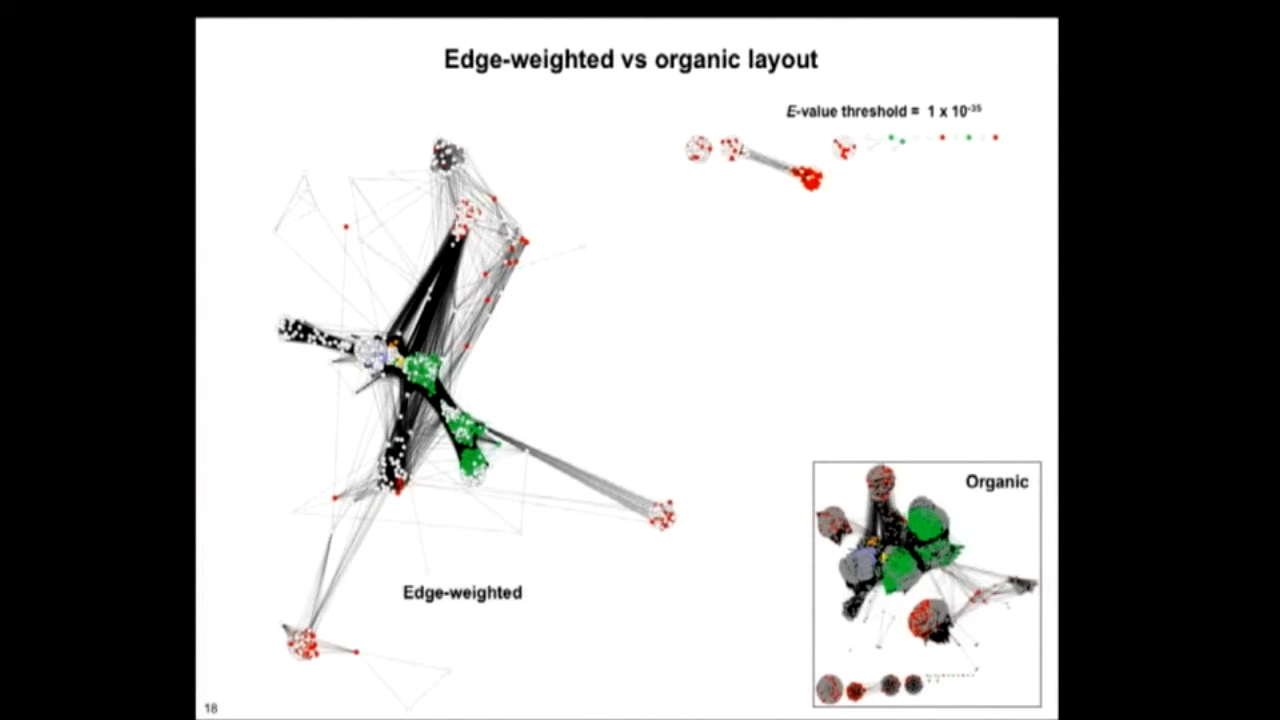 Edge-weighted vs organic layout
E-value threshold = 1 x 10⁻³⁵
Organic
Edge-weighted
18